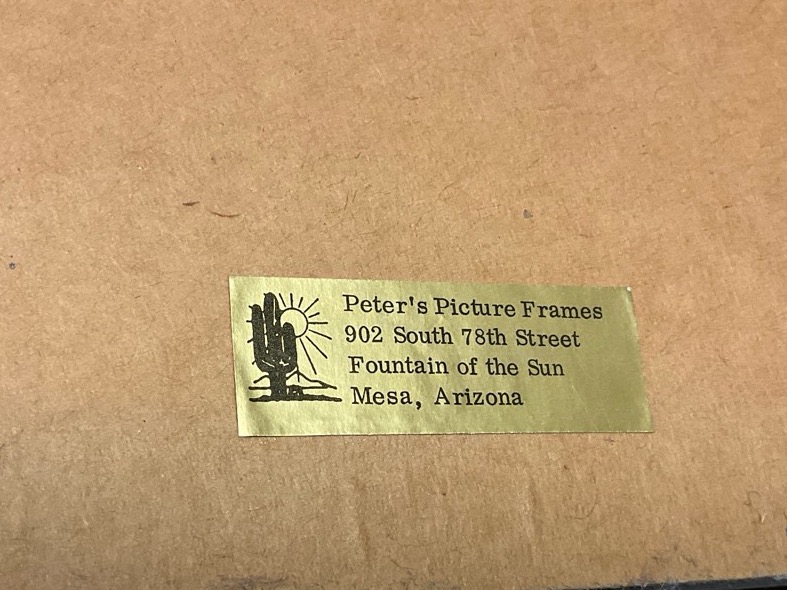 Peter's Picture Frames
902 South 78th Street
Fountain of the Sun
Mesa, Arizona